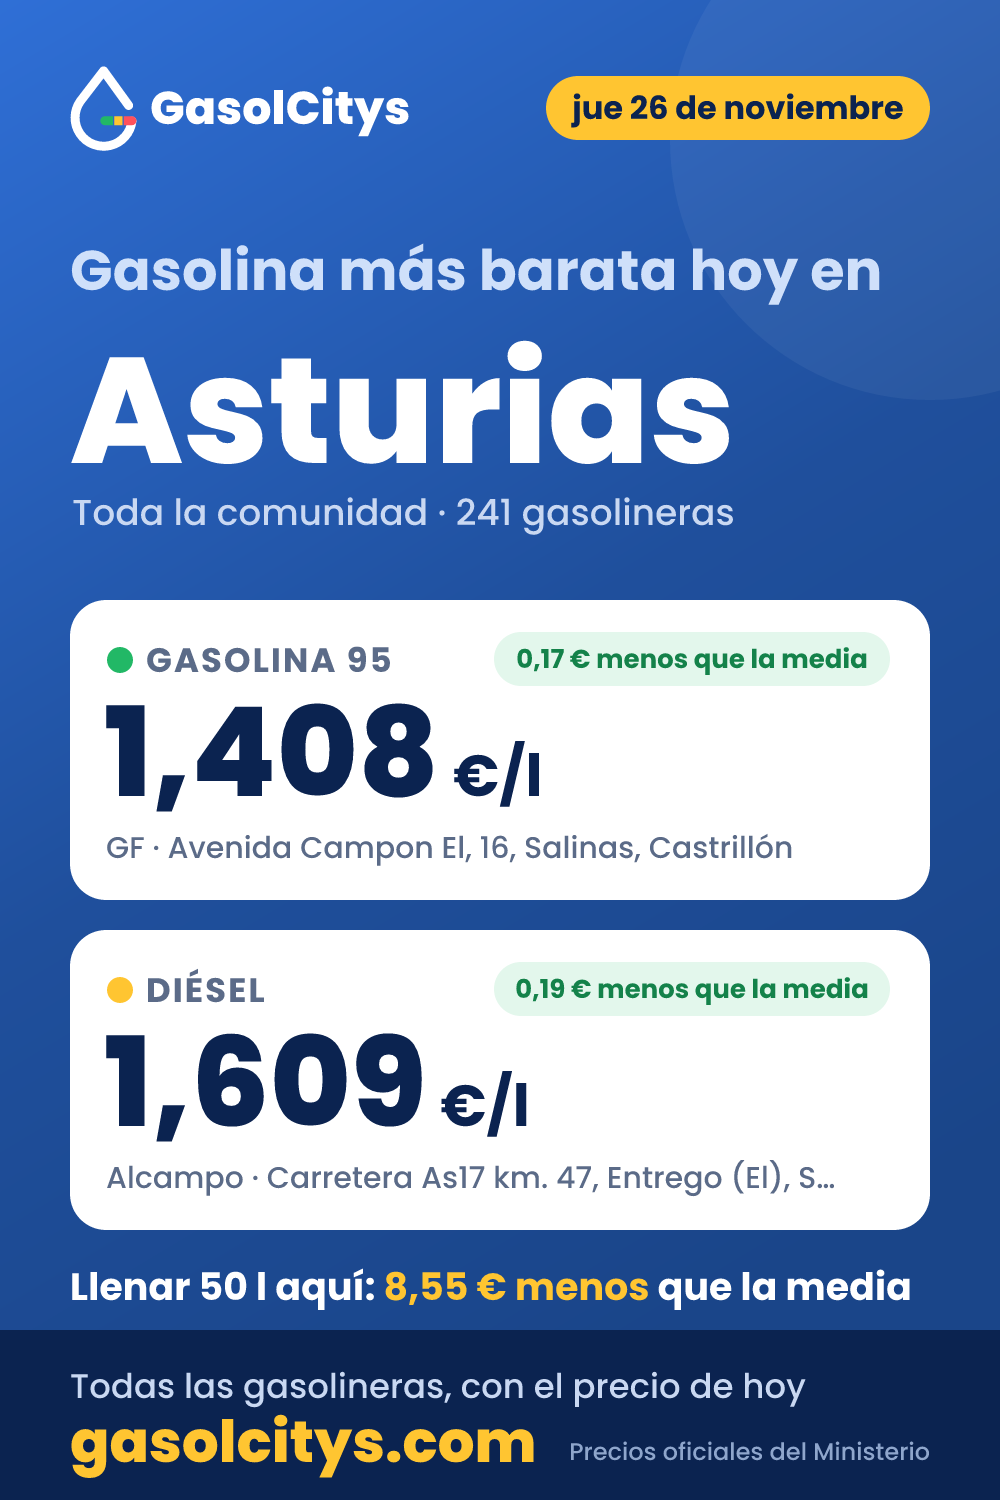 GasolCitys
jue 26 de noviembre
Gasolina más barata hoy en
Asturias
Toda la comunidad · 241 gasolineras
GASOLINA 95
0,17 € menos que la media
1,408 €/l
GF · Avenida Campon El, 16, Salinas, Castrillón
DIÉSEL
0,19 € menos que la media
1,609 €/l
Alcampo · Carretera As17 km. 47, Entrego (El), S...
Llenar 50 l aquí: 8,55 € menos que la media
Todas las gasolineras, con el precio de hoy
gasolcitys.com
Precios oficiales del Ministerio